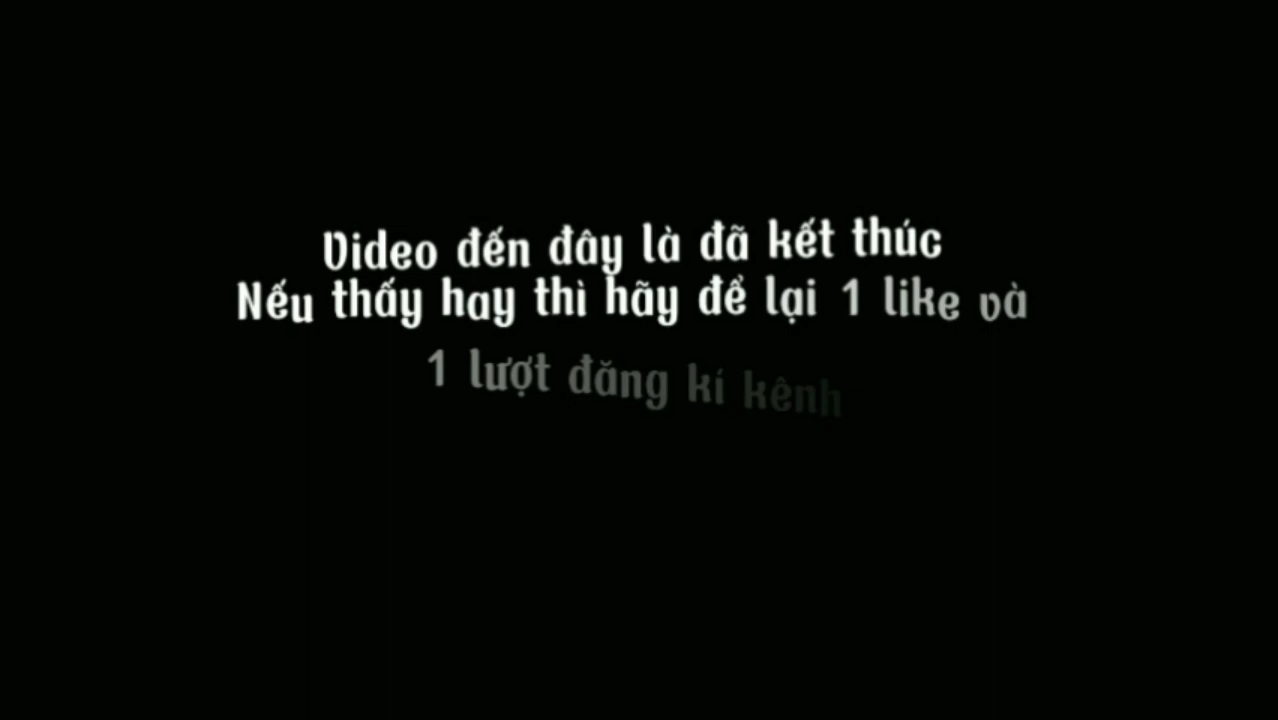 Video đến đây là đã kết thúc
Nếu thấy hay thì hãy để lại 1 like và
1 lượt đăng kí kênh